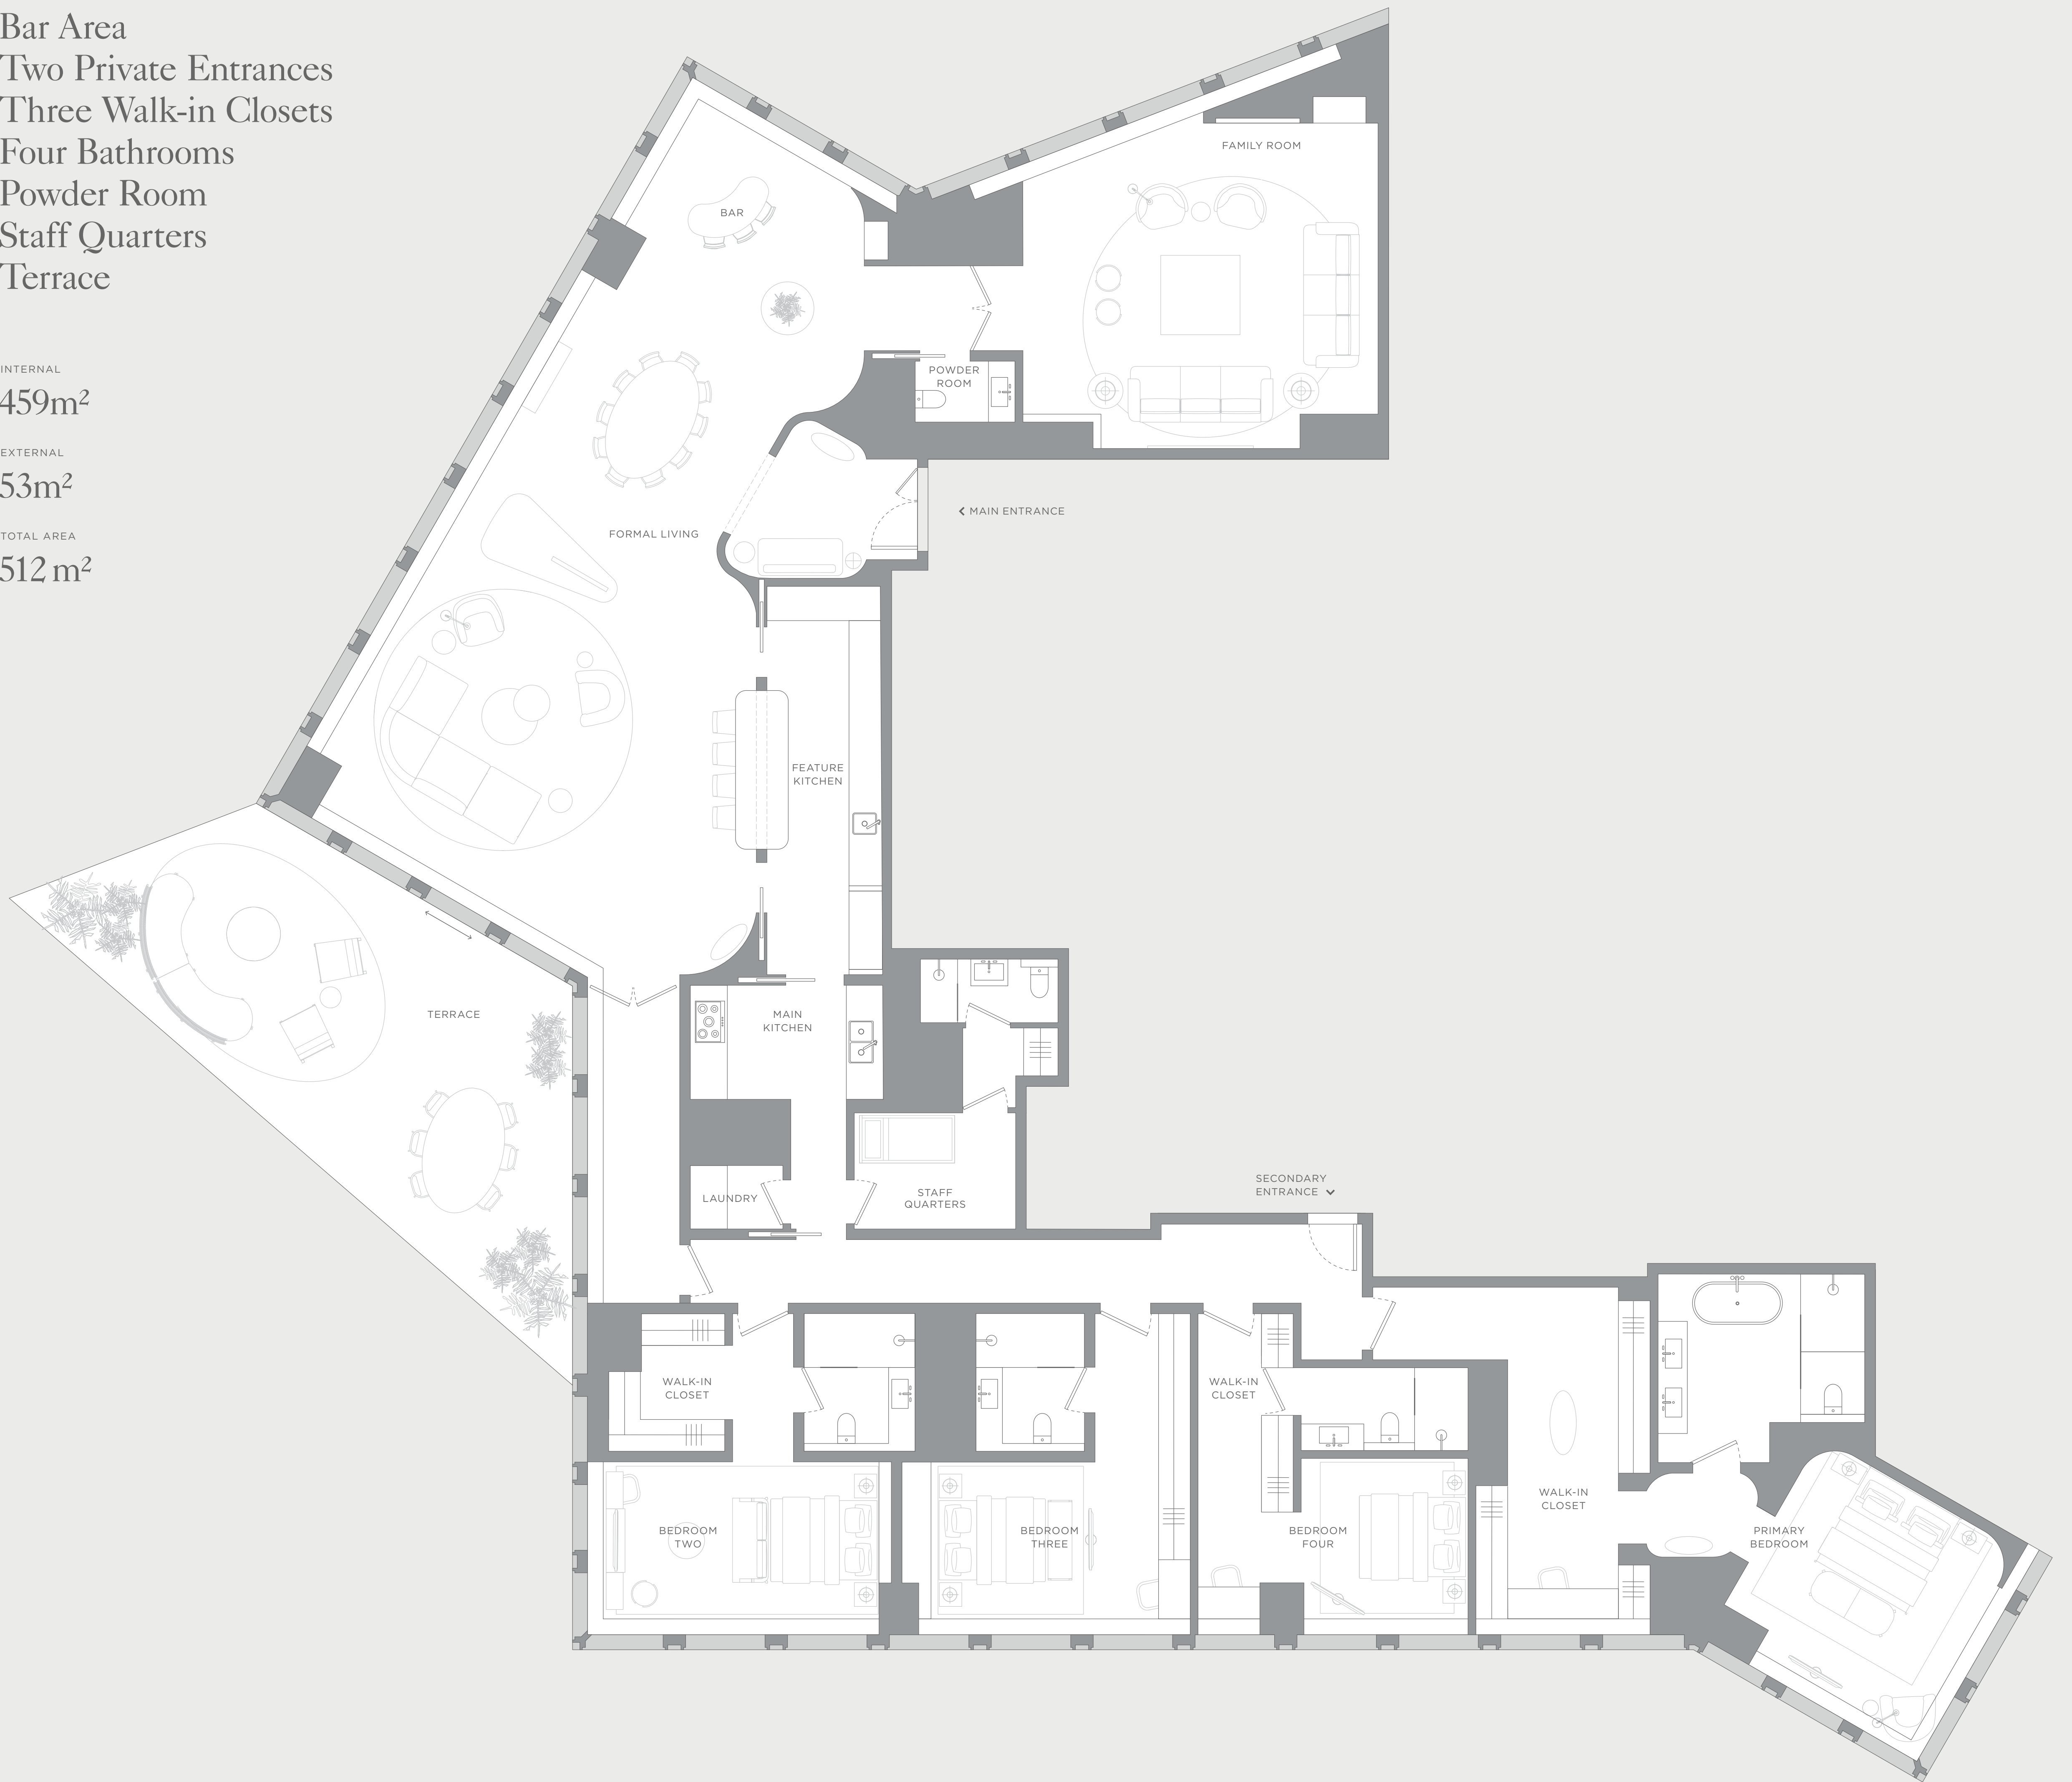 Bar Area
Two Private Entrances
Three Walk-in Closets
Four Bathrooms
Powder Room
Staff Quarters
Terrace
INTERNAL
459m²
EXTERNAL
53m²
TOTAL AREA
512 m²
FAMILY ROOM
BAR
POWDER
ROOM
MAIN ENTRANCE
FORMAL LIVING
FEATURE
KITCHEN
TERRACE
MAIN
KITCHEN
LAUNDRY
STAFF
QUARTERS
SECONDARY
ENTRANCE
WALK-IN
CLOSET
WALK-IN
CLOSET
WALK-IN
CLOSET
BEDROOM
TWO
BEDROOM
THREE
BEDROOM
FOUR
PRIMARY
BEDROOM